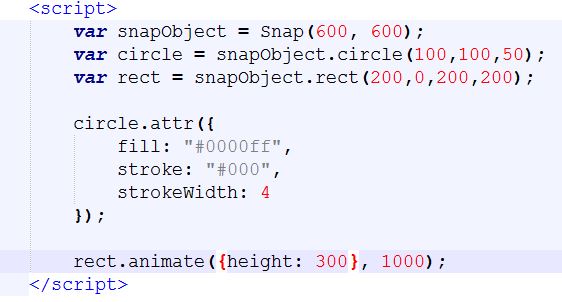 <script>
var snapObject = Snap(600, 600);
var circle = snapObject.circle(100,100,50);
var rect = snapObject.rect(200,0,200,200);
circle.attr({
fill: "#0000ff",
stroke: "#000",
strokeWidth: 4
});
rect.animate({height: 300}, 1000);
</script>